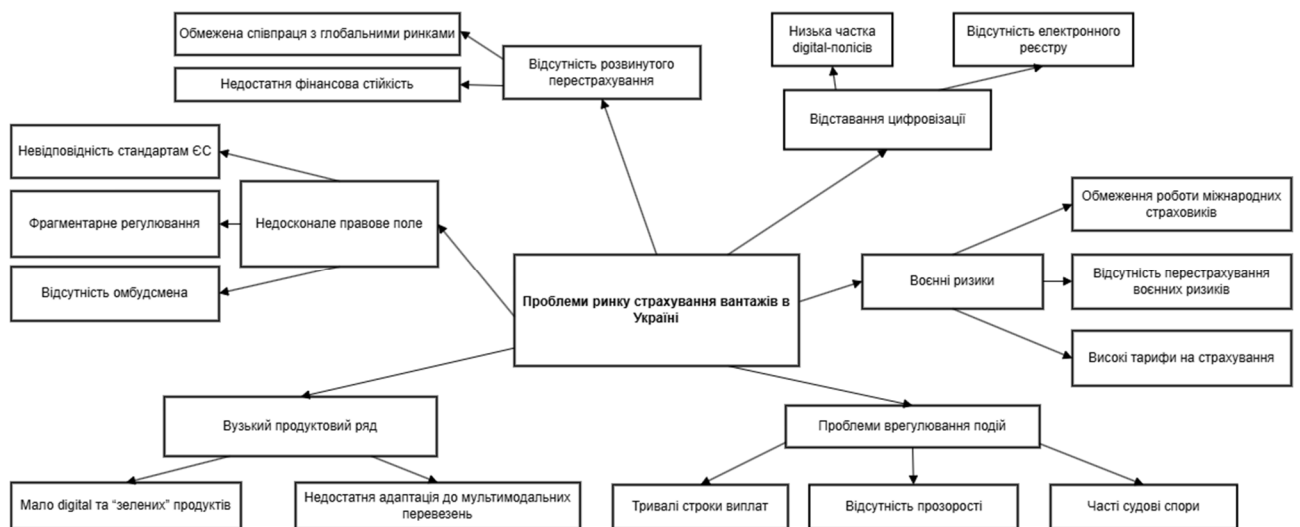 Обмежена співпраця з глобальними ринками
Недостатня фінансова стійкість
Відсутність розвинутого
перестрахування
Низька частка
digital-полісів
Відсутність електронного
реєстру
Відставання цифровізації
Невідповідність стандартам ЄС
Фрагментарне регулювання
Відсутність омбудсмена
Недосконале правове поле
Проблеми ринку страхування вантажів в
Україні
Воєнні ризики
Обмеження роботи міжнародних
страховиків
Відсутність перестрахування
воєнних ризиків
Високі тарифи на страхування
Вузький продуктовий ряд
Мало digital та “зелених” продуктів
Недостатня адаптація до мультимодальних
перевезень
Проблеми врегулювання подій
Тривалі строки виплат
Відсутність прозорості
Часті судові спори